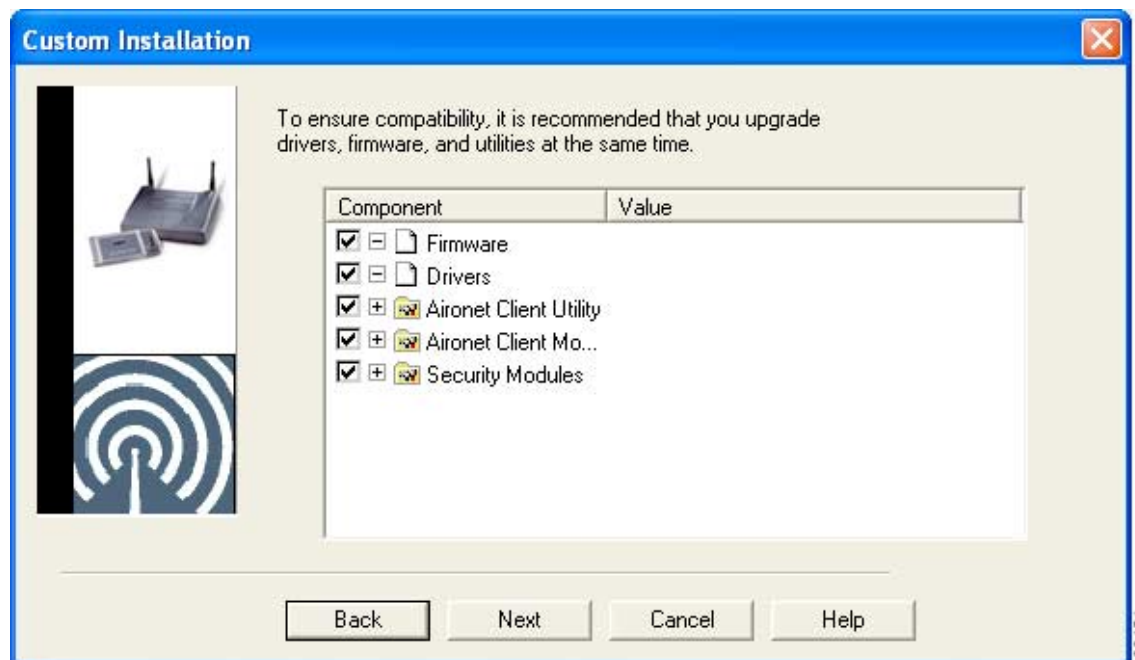 Custom Installation
To ensure compatibility, it is recommended that you upgrade
drivers, firmware, and utilities at the same time.
Component Value
Firmware
Drivers
Aironet Client Utility
Aironet Client Mo...
Security Modules
Back Next Cancel Help